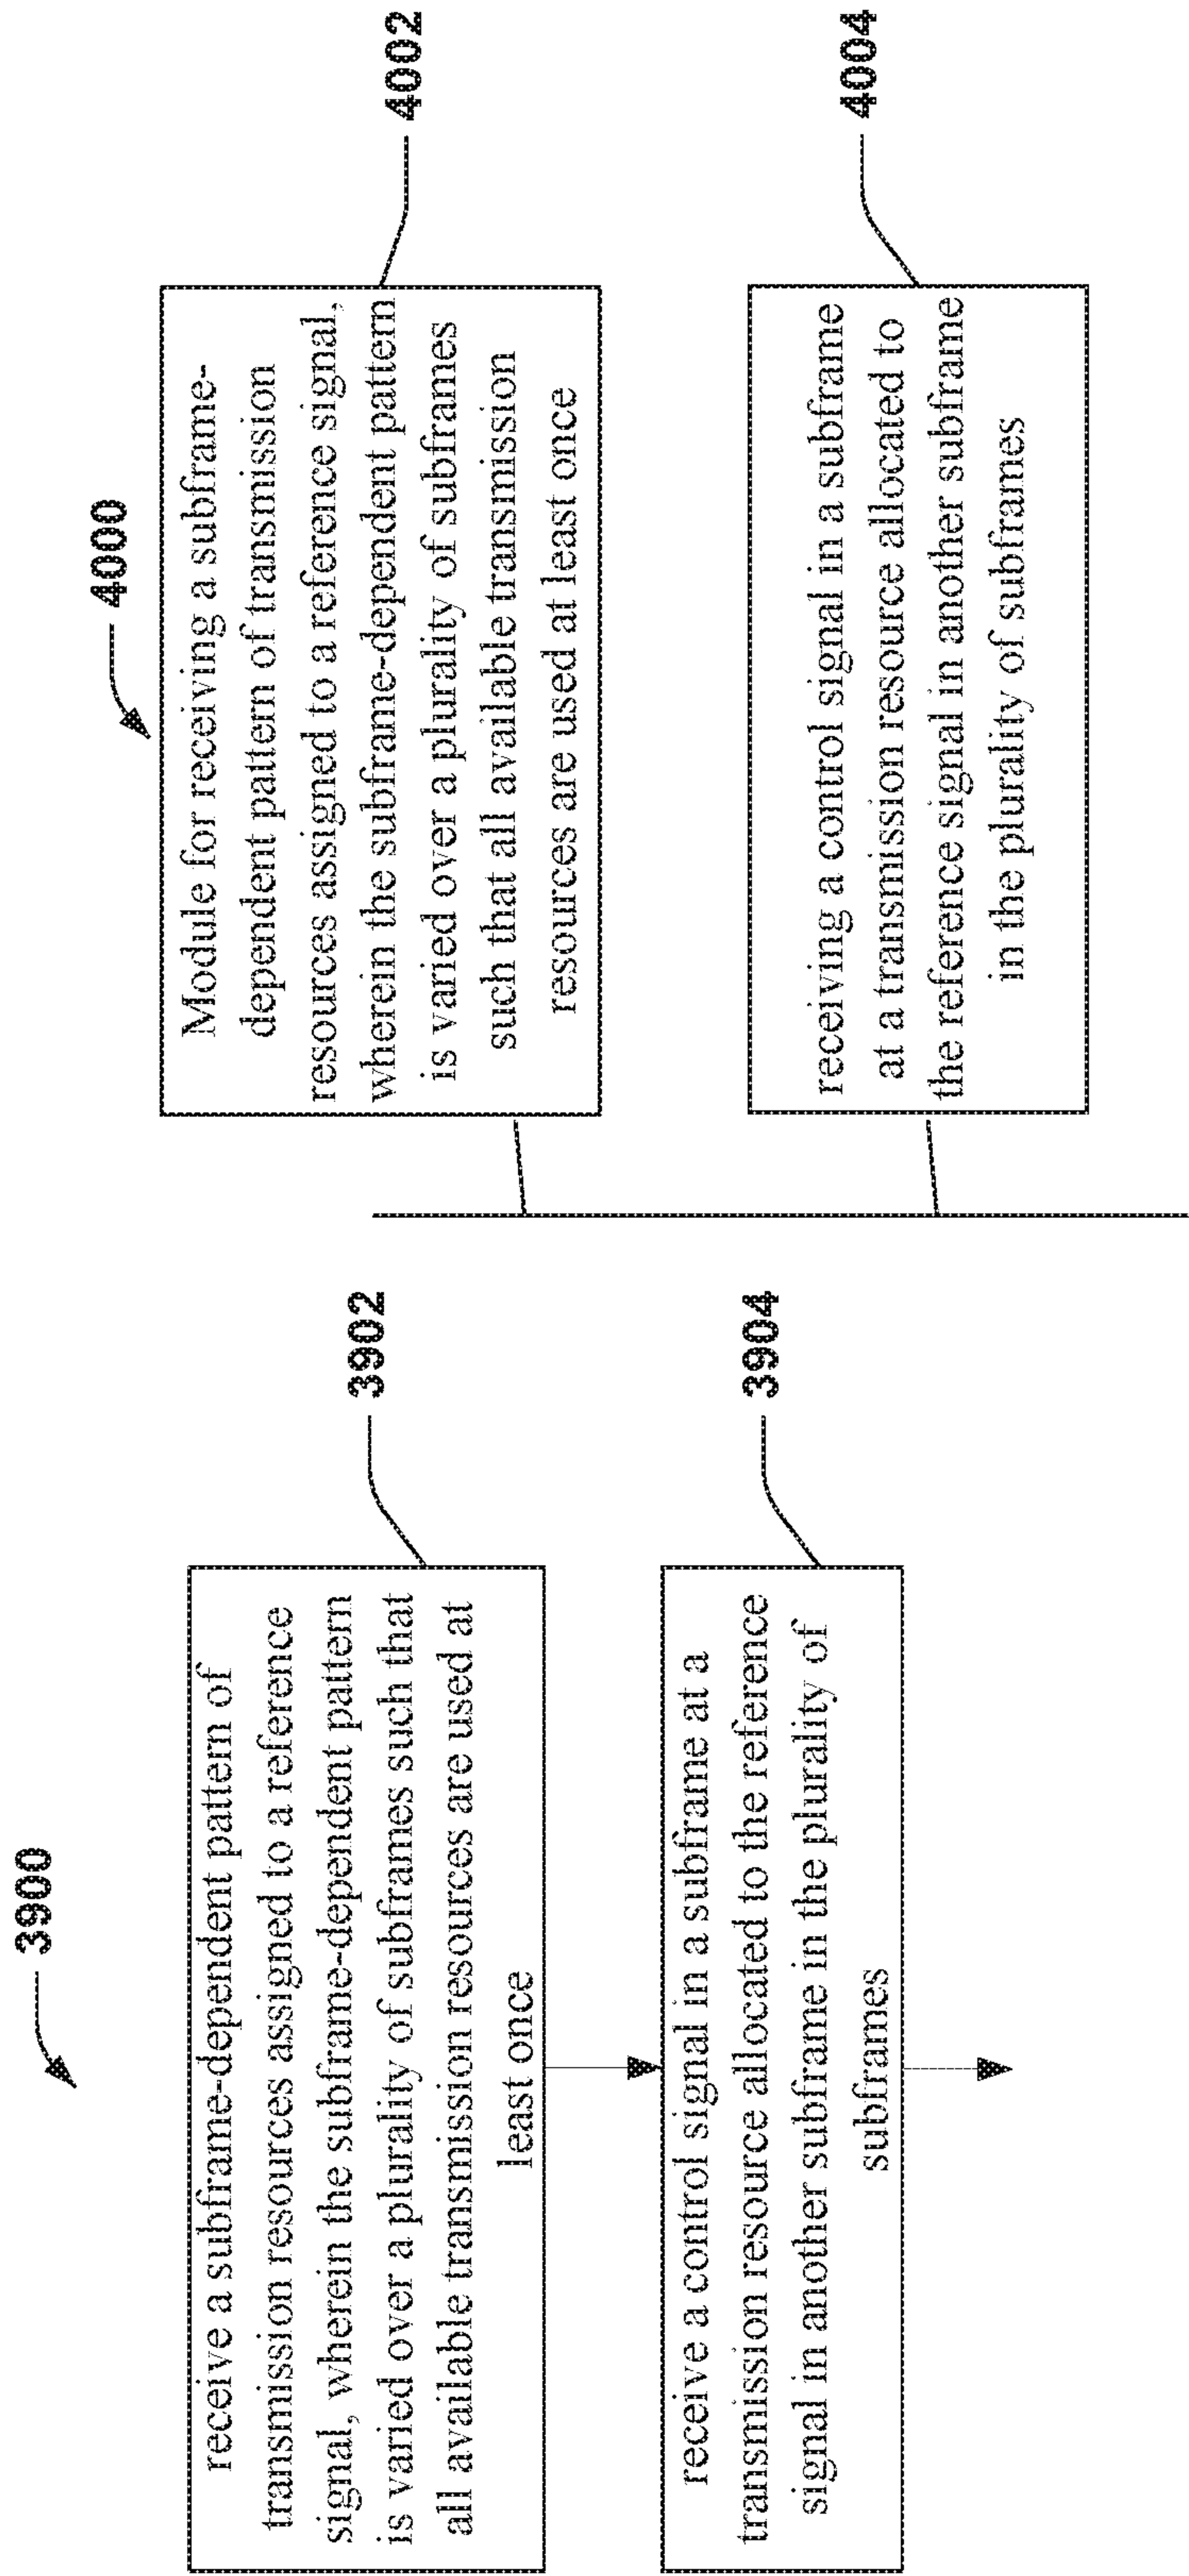 3900
receive a subframe-dependent pattern of
transmission resources assigned to a reference
signal, wherein the subframe-dependent pattern
is varied over a plurality of subframes such that
all available transmission resources are used at
least once
3902
receive a control signal in a subframe at a
transmission resource allocated to the reference
signal in another subframe in the plurality of
subframes
3904
4000
Module for receiving a subframe-
dependent pattern of transmission
resources assigned to a reference signal,
wherein the subframe-dependent pattern
is varied over a plurality of subframes
such that all available transmission
resources are used at least once
4002
receiving a control signal in a subframe
at a transmission resource allocated to
the reference signal in another subframe
in the plurality of subframes
4004